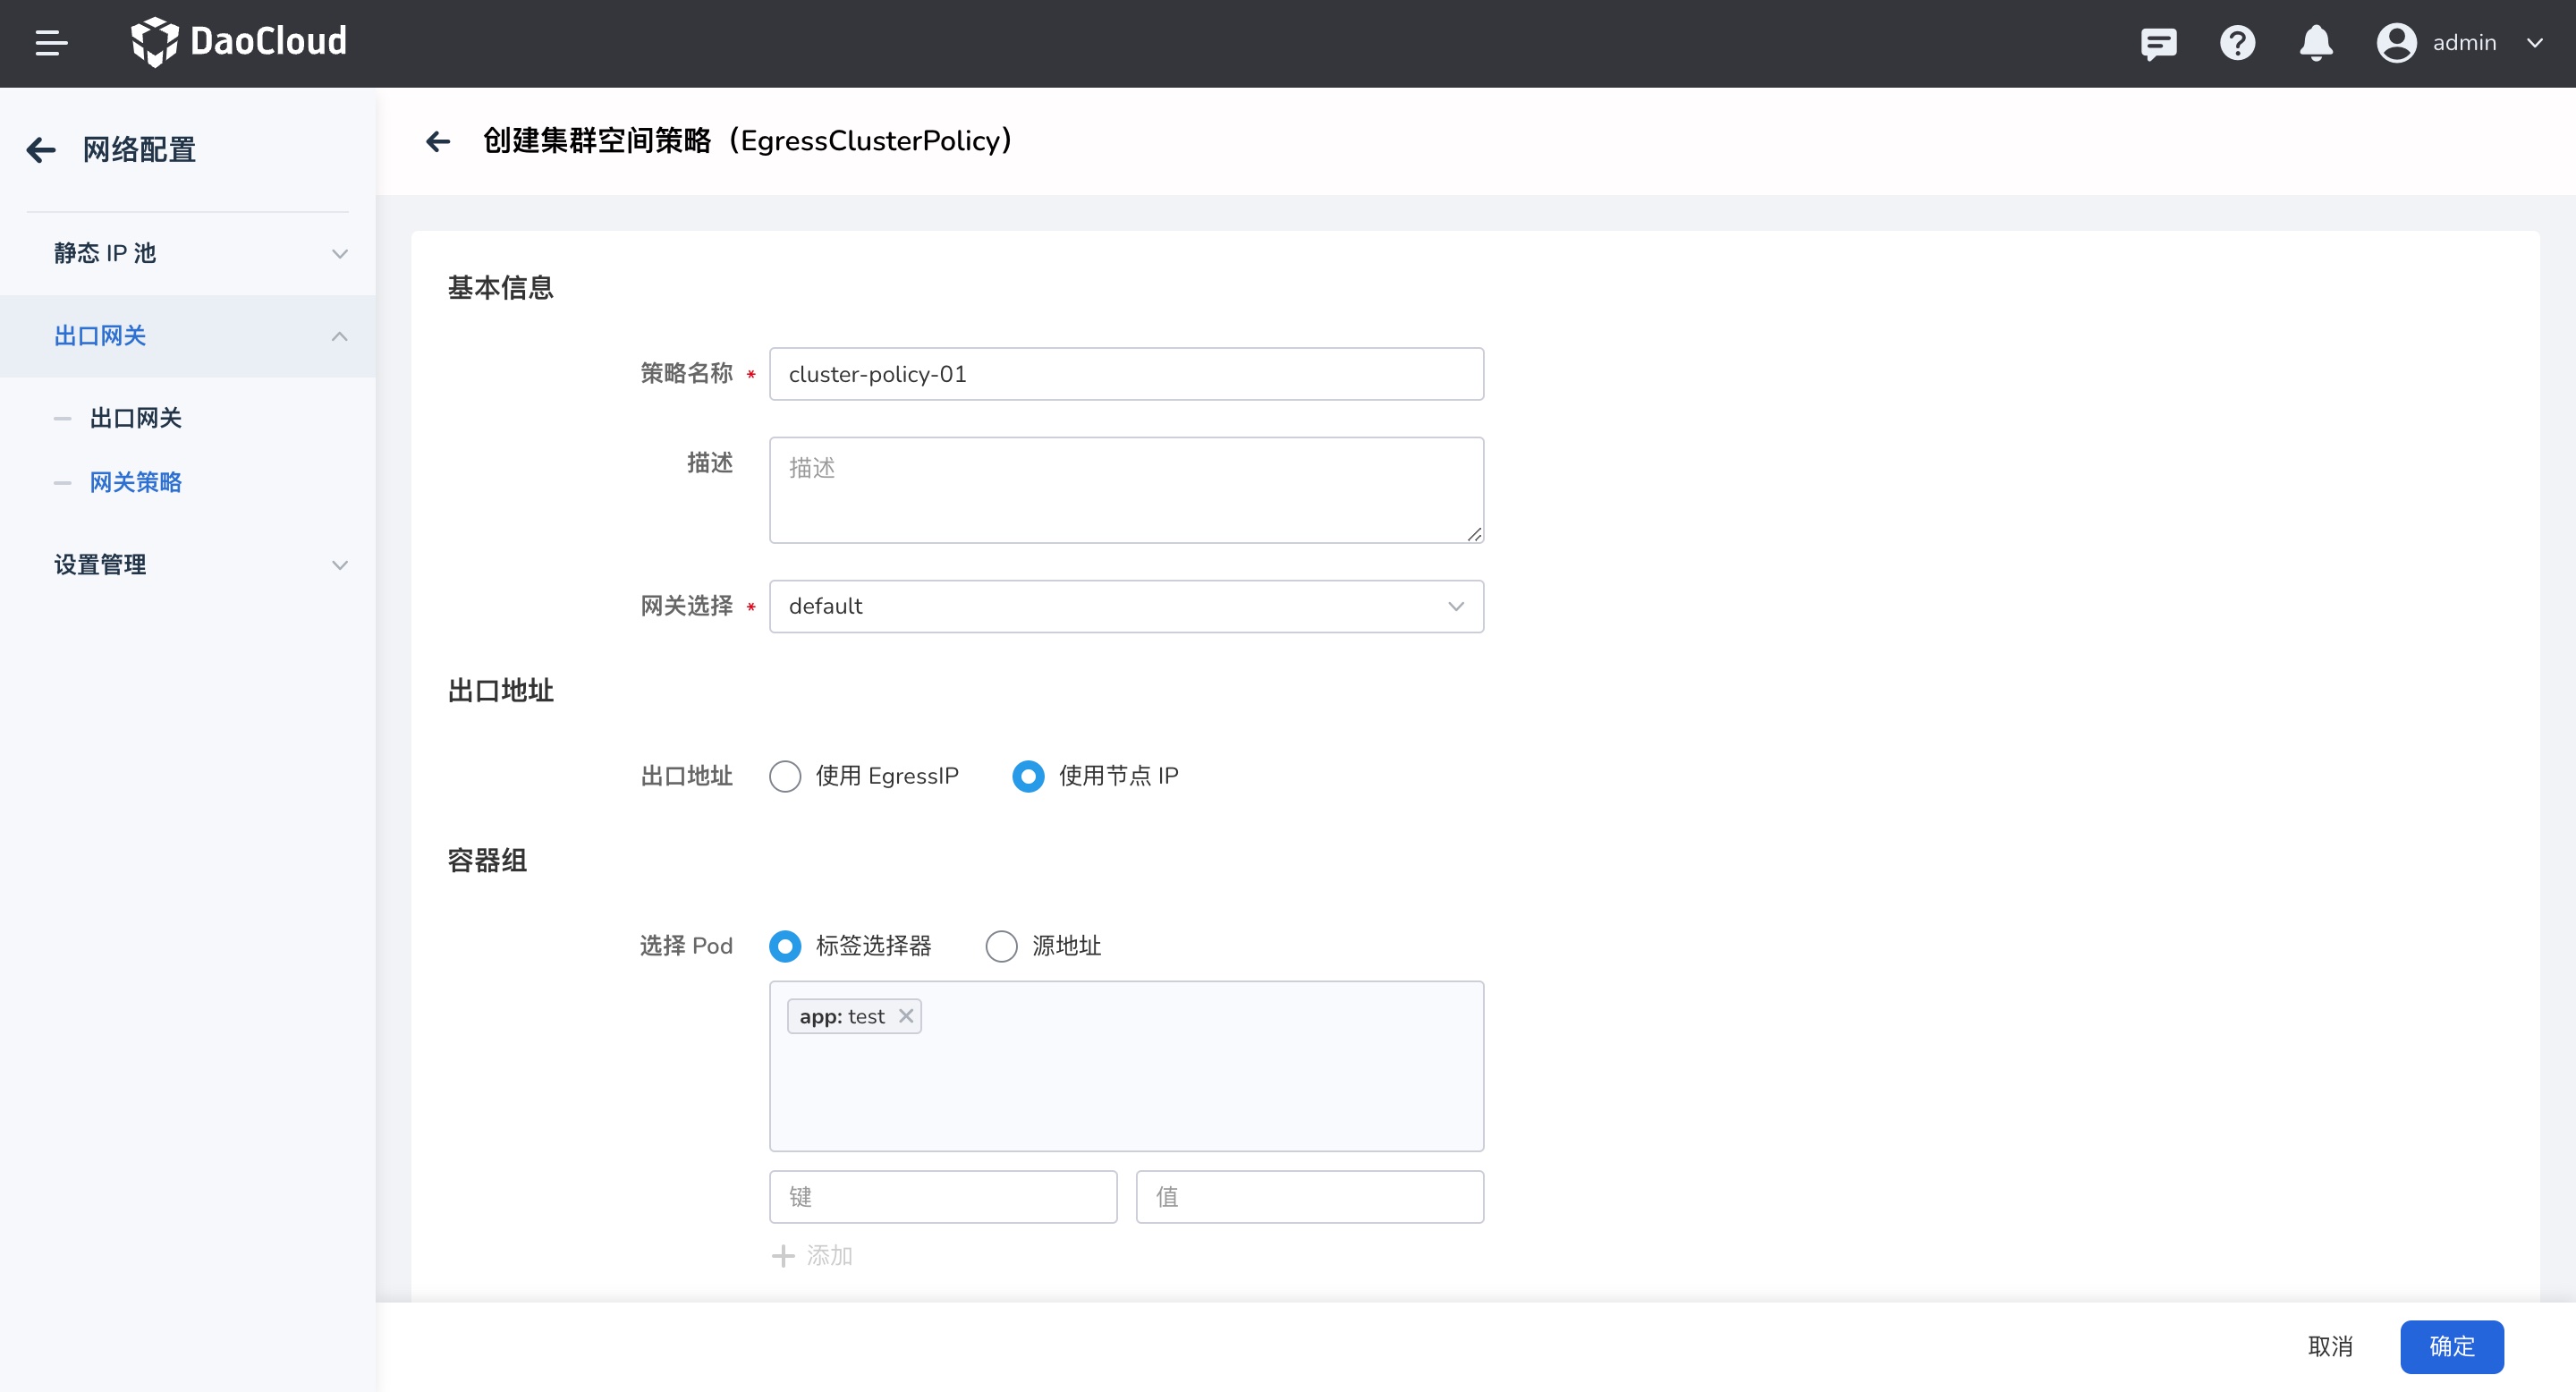 DaoCloud
admin
网络配置
静态 IP 池
出口网关
出口网关
网关策略
设置管理
创建集群空间策略（EgressClusterPolicy）
基本信息
策略名称 * cluster-policy-01
描述 描述
网关选择 * default
出口地址
出口地址 使用 EgressIP 使用节点 IP
容器组
选择 Pod 标签选择器 源地址
app: test
键 值
添加
取消 确定